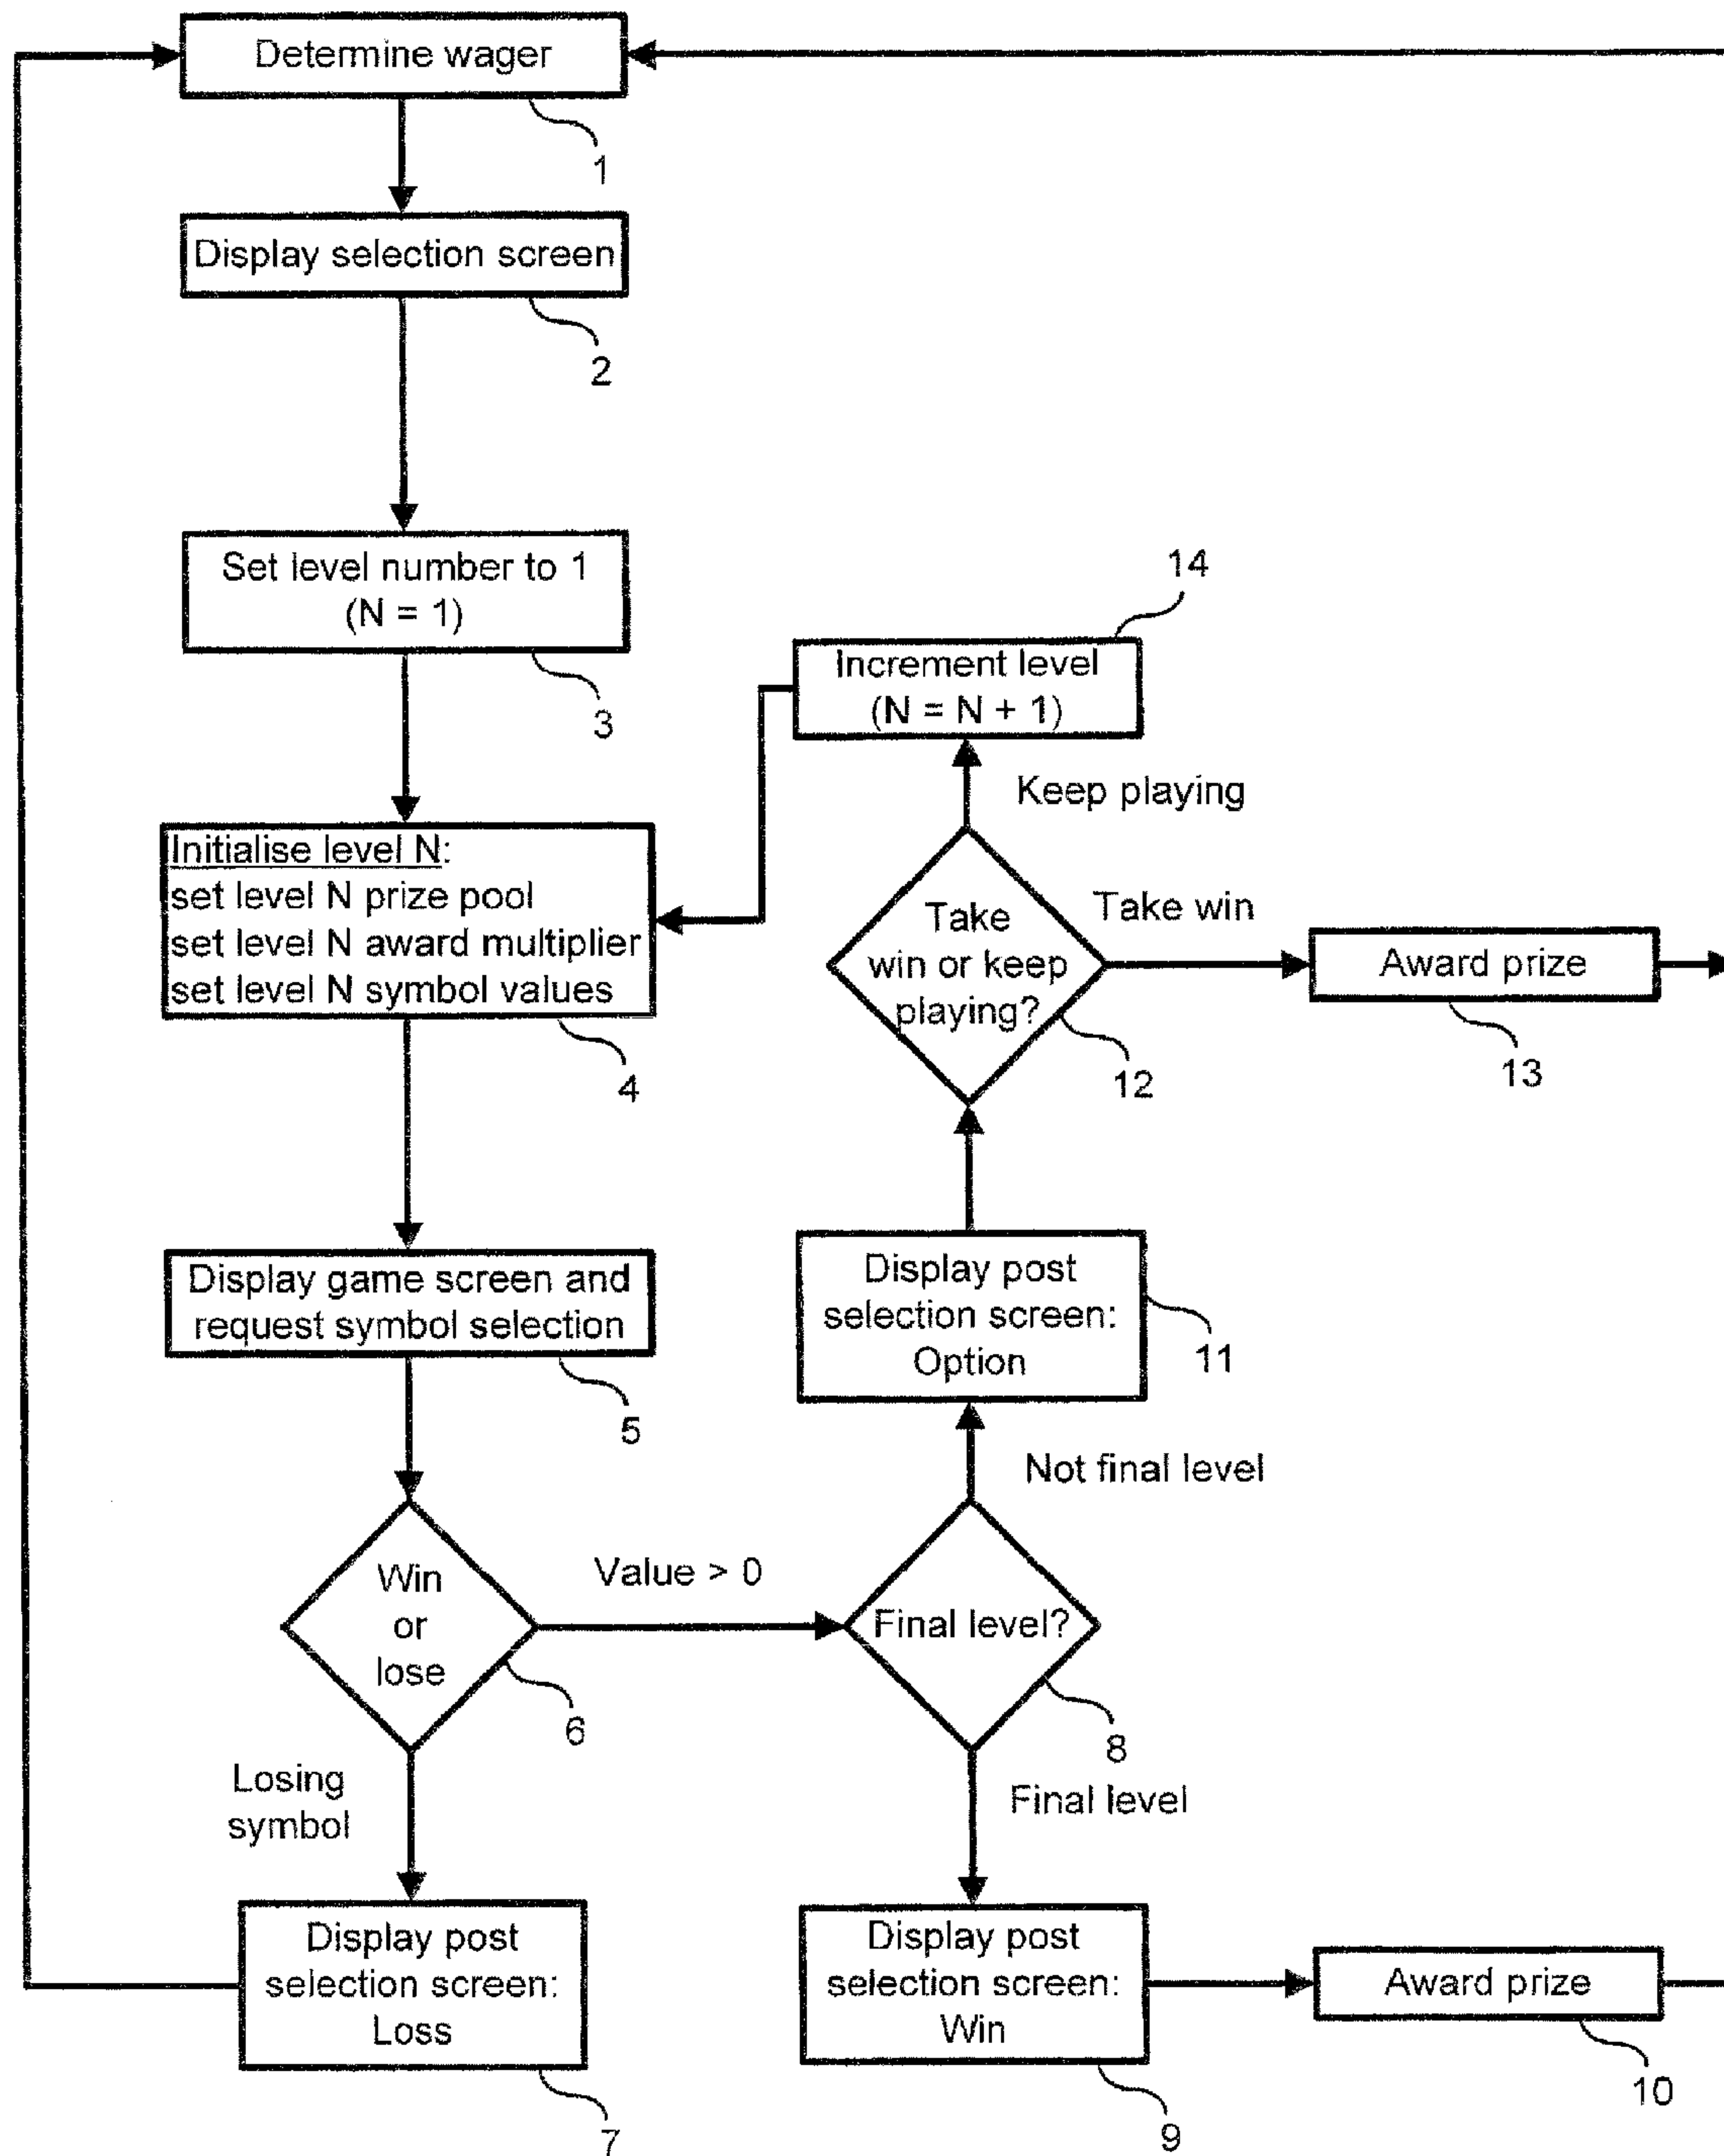 Determine wager
1
Display selection screen
2
Set level number to 1
(N = 1)
3
14
Increment level
(N = N + 1)
Keep playing
Initialise level N:
set level N prize pool
set level N award multiplier
set level N symbol values
4
Take
win or keep
playing?
12
Take win
Award prize
13
Display game screen and
request symbol selection
5
Display post
selection screen:
Option
11
Not final level
Win
or
lose
6
Value > 0
Final level?
8
Losing
symbol
Final level
Display post
selection screen:
Loss
7
Display post
selection screen:
Win
9
Award prize
10